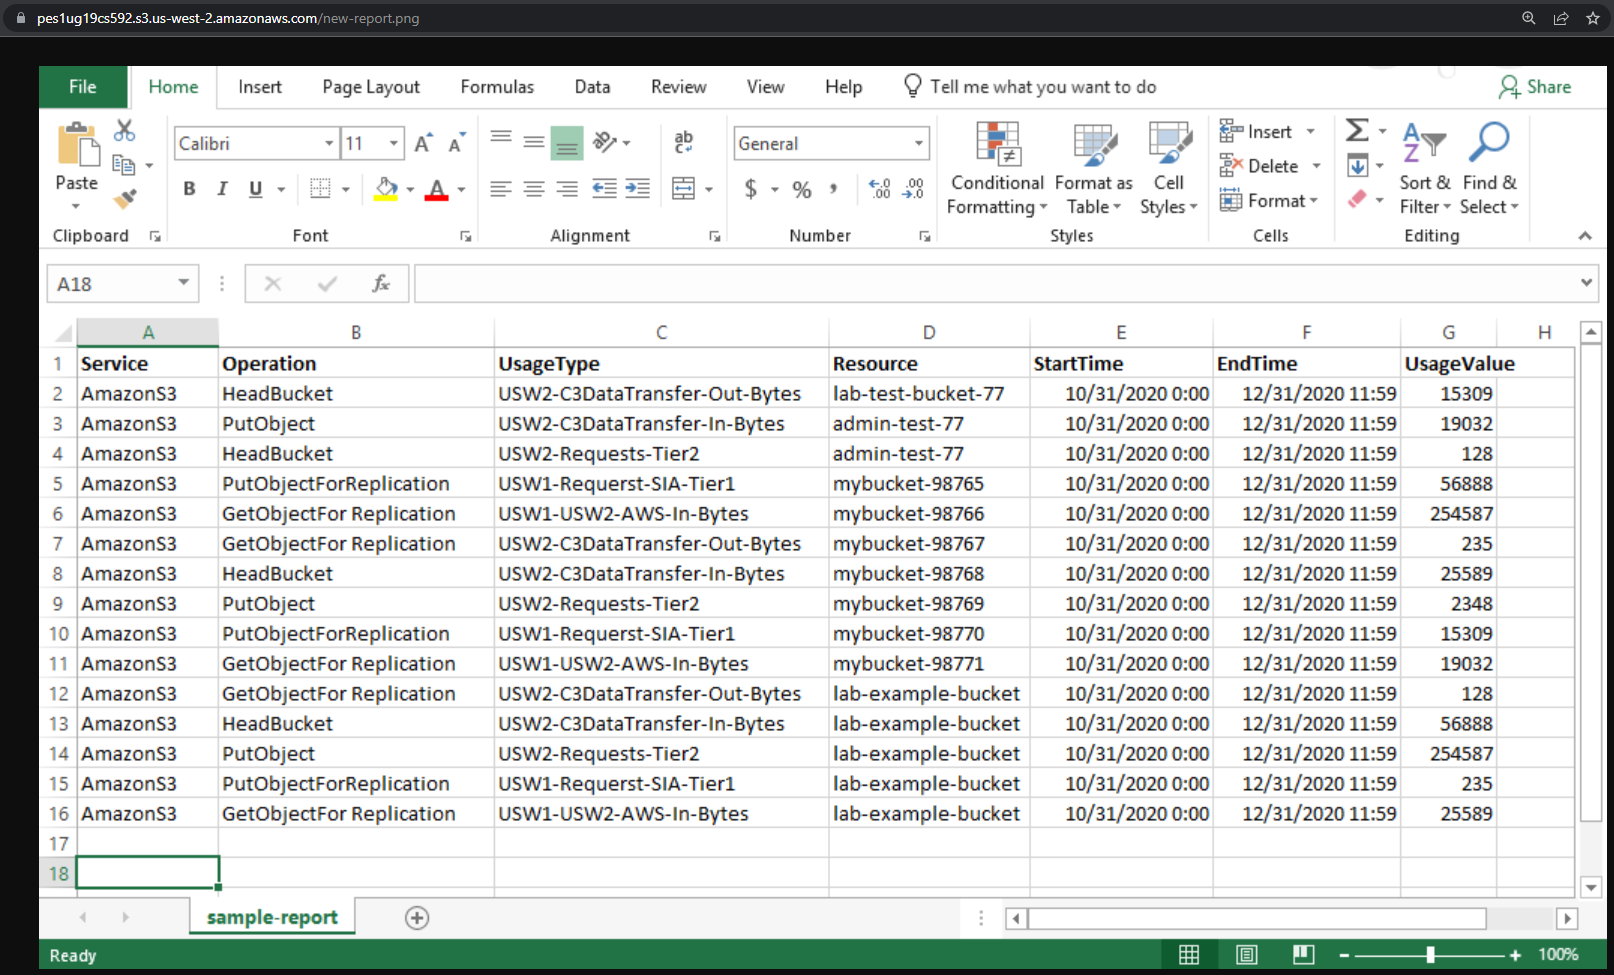 pes1ug19cs592.s3.us-west-2.amazonaws.com/new-report.png
File Home Insert Page Layout Formulas Data Review View Help Tell me what you want to do Share
Calibri 11 A A ab c General $ % , .0 .00 .00 .0 Σ A Z
Paste B I U A Conditional Formatting Format as Table Cell Styles Insert Delete Format Sort & Filter Find & Select
Clipboard Font Alignment Number Styles Cells Editing
A18 fx
A B C D E F G H
1 Service Operation UsageType Resource StartTime EndTime UsageValue
2 AmazonS3 HeadBucket USW2-C3DataTransfer-Out-Bytes lab-test-bucket-77 10/31/2020 0:00 12/31/2020 11:59 15309
3 AmazonS3 PutObject USW2-C3DataTransfer-In-Bytes admin-test-77 10/31/2020 0:00 12/31/2020 11:59 19032
4 AmazonS3 HeadBucket USW2-Requests-Tier2 admin-test-77 10/31/2020 0:00 12/31/2020 11:59 128
5 AmazonS3 PutObjectForReplication USW1-Requerst-SIA-Tier1 mybucket-98765 10/31/2020 0:00 12/31/2020 11:59 56888
6 AmazonS3 GetObjectFor Replication USW1-USW2-AWS-In-Bytes mybucket-98766 10/31/2020 0:00 12/31/2020 11:59 254587
7 AmazonS3 GetObjectFor Replication USW2-C3DataTransfer-Out-Bytes mybucket-98767 10/31/2020 0:00 12/31/2020 11:59 235
8 AmazonS3 HeadBucket USW2-C3DataTransfer-In-Bytes mybucket-98768 10/31/2020 0:00 12/31/2020 11:59 25589
9 AmazonS3 PutObject USW2-Requests-Tier2 mybucket-98769 10/31/2020 0:00 12/31/2020 11:59 2348
10 AmazonS3 PutObjectForReplication USW1-Requerst-SIA-Tier1 mybucket-98770 10/31/2020 0:00 12/31/2020 11:59 15309
11 AmazonS3 GetObjectFor Replication USW1-USW2-AWS-In-Bytes mybucket-98771 10/31/2020 0:00 12/31/2020 11:59 19032
12 AmazonS3 GetObjectFor Replication USW2-C3DataTransfer-Out-Bytes lab-example-bucket 10/31/2020 0:00 12/31/2020 11:59 128
13 AmazonS3 HeadBucket USW2-C3DataTransfer-In-Bytes lab-example-bucket 10/31/2020 0:00 12/31/2020 11:59 56888
14 AmazonS3 PutObject USW2-Requests-Tier2 lab-example-bucket 10/31/2020 0:00 12/31/2020 11:59 254587
15 AmazonS3 PutObjectForReplication USW1-Requerst-SIA-Tier1 lab-example-bucket 10/31/2020 0:00 12/31/2020 11:59 235
16 AmazonS3 GetObjectFor Replication USW1-USW2-AWS-In-Bytes lab-example-bucket 10/31/2020 0:00 12/31/2020 11:59 25589
17
18
sample-report
Ready 100%